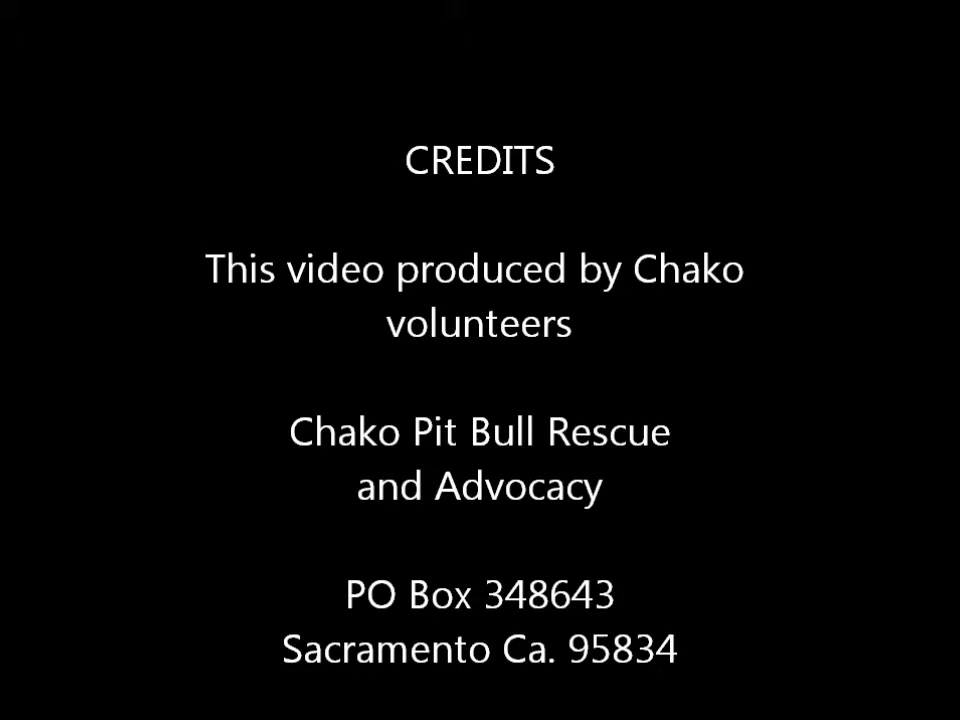 CREDITS
This video produced by Chako
volunteers
Chako Pit Bull Rescue
and Advocacy
PO Box 348643
Sacramento Ca. 95834